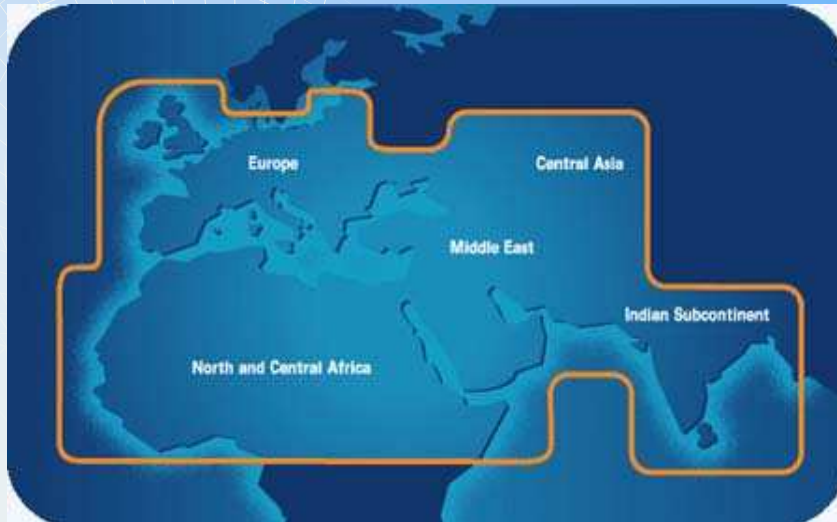 Europe
Central Asia
Middle East
Indian Subcontinent
North and Central Africa